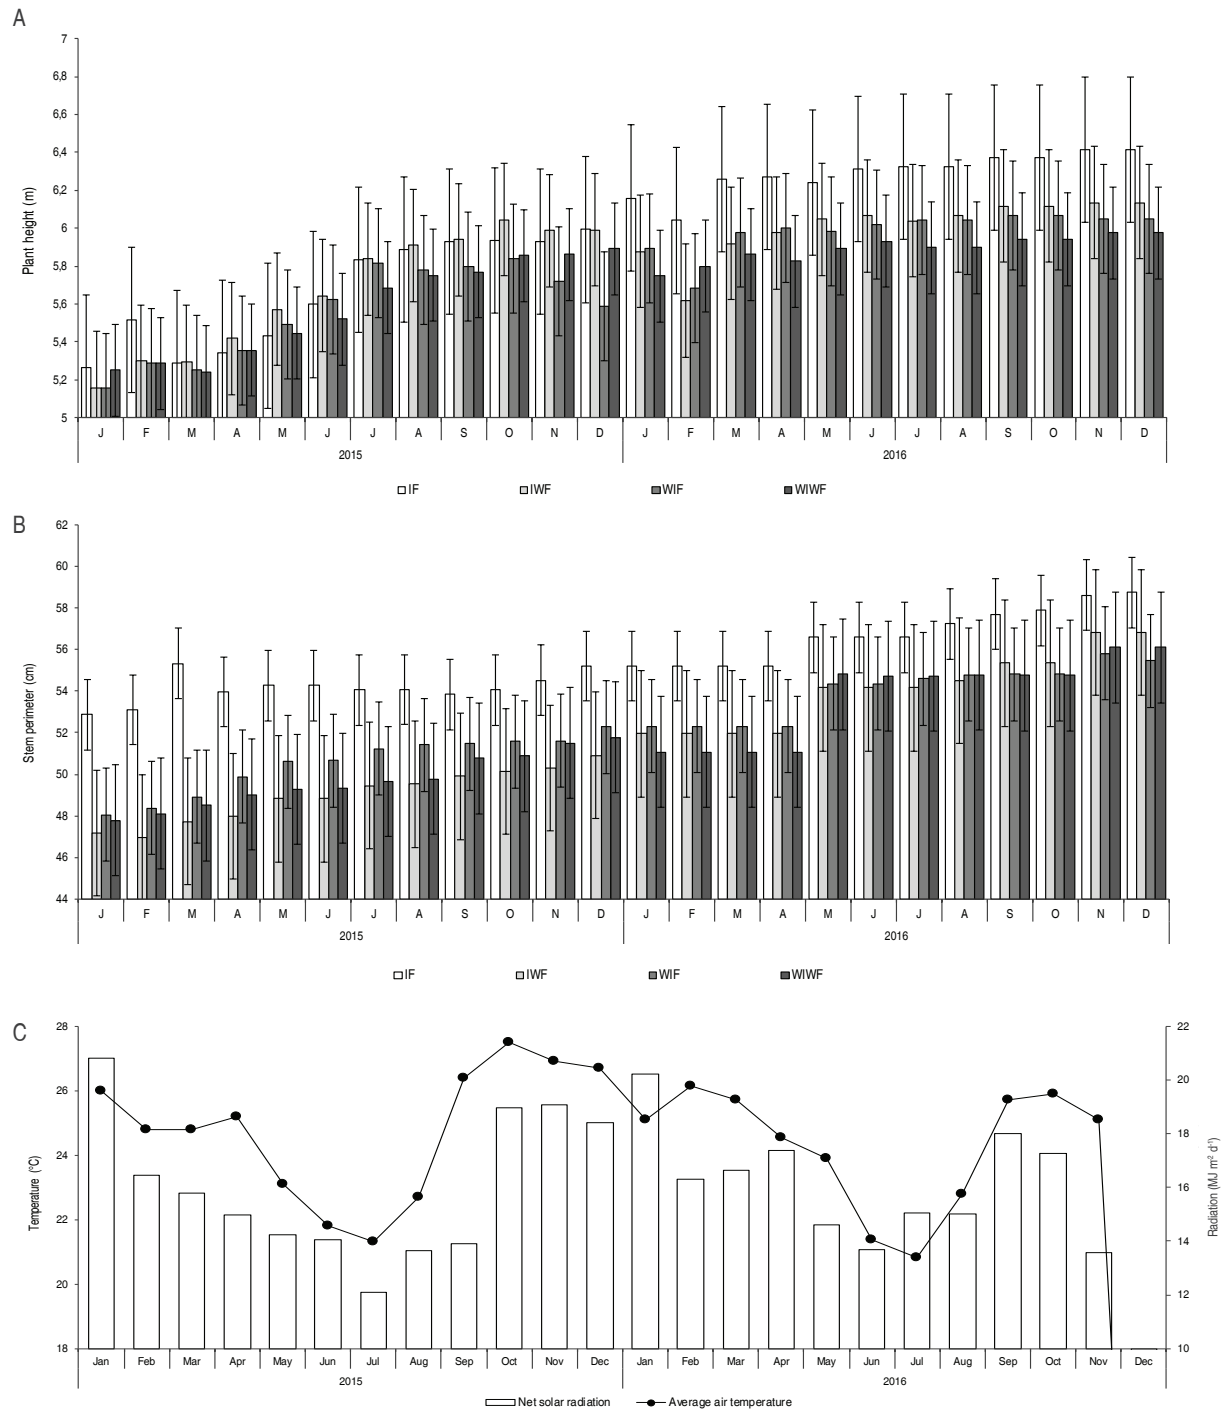 A
Plant height (m)
7
6,8
6,6
6,4
6,2
6
5,8
5,6
5,4
5,2
5
J F M A M J J A S O N D J F M A M J J A S O N D
2015 2016
IF IWF WIF WIWF
B
Stem perimeter (cm)
62
60
58
56
54
52
50
48
46
44
J F M A M J J A S O N D J F M A M J J A S O N D
2015 2016
IF IWF WIF WIWF
C
Temperature (°C)
28
26
24
22
20
18
22
20
18
16
14
12
10
Radiation (MJ m⁻² d⁻¹)
Jan Feb Mar Apr May Jun Jul Aug Sep Oct Nov Dec Jan Feb Mar Apr May Jun Jul Aug Sep Oct Nov Dec
2015 2016
Net solar radiation Average air temperature